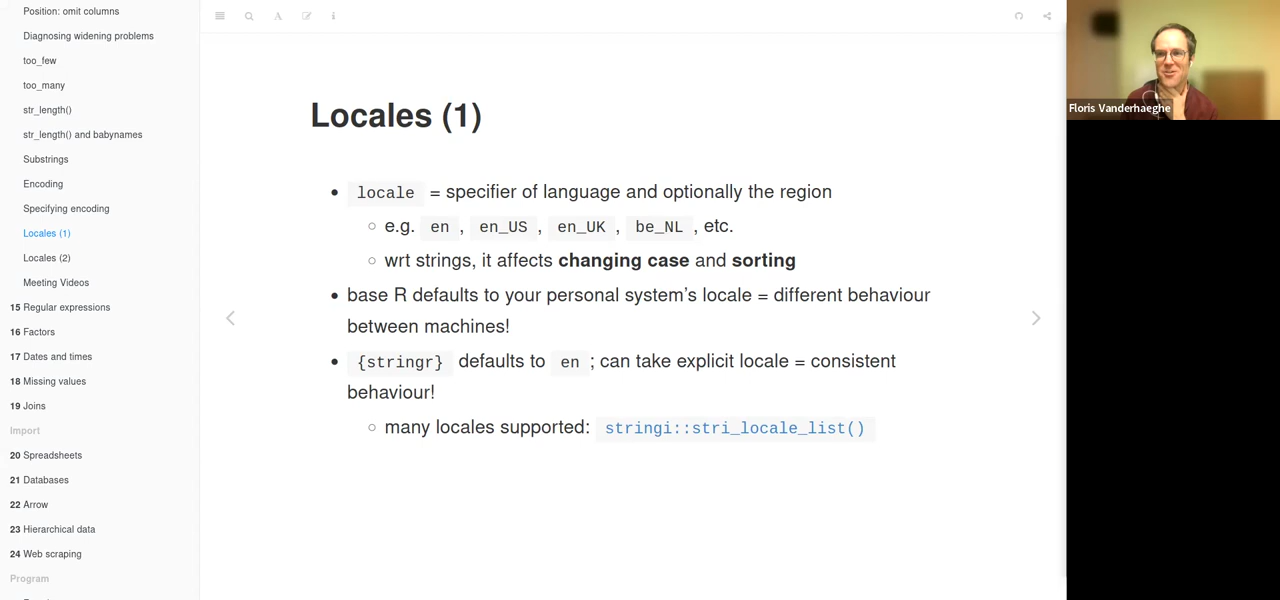 Position: omit columns
Diagnosing widening problems
too_few
too_many
str_length()
str_length() and babynames
Substrings
Encoding
Specifying encoding
Locales (1)
Locales (2)
Meeting Videos
15 Regular expressions
16 Factors
17 Dates and times
18 Missing values
19 Joins
Import
20 Spreadsheets
21 Databases
22 Arrow
23 Hierarchical data
24 Web scraping
Program
Locales (1)
locale = specifier of language and optionally the region
e.g. en , en_US , en_UK , be_NL , etc.
wrt strings, it affects changing case and sorting
base R defaults to your personal system’s locale = different behaviour
between machines!
{stringr} defaults to en ; can take explicit locale = consistent
behaviour!
many locales supported: stringi::stri_locale_list()
Floris Vanderhaeghe